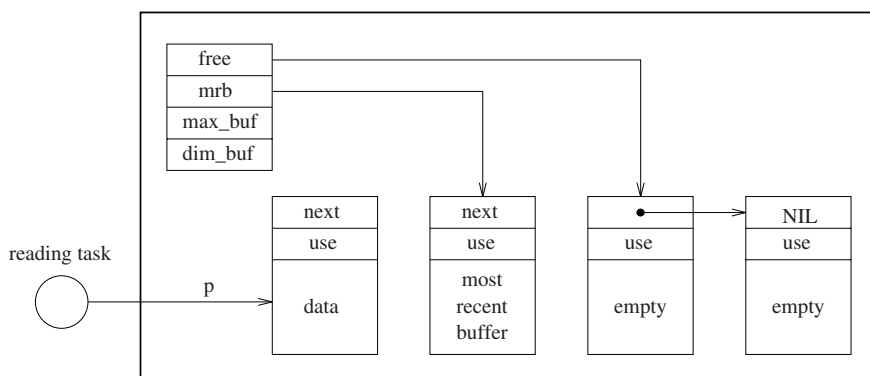 free
mrb
max_buf
dim_buf
next
use
data
next
use
most
recent
buffer
use
empty
NIL
use
empty
reading task
p